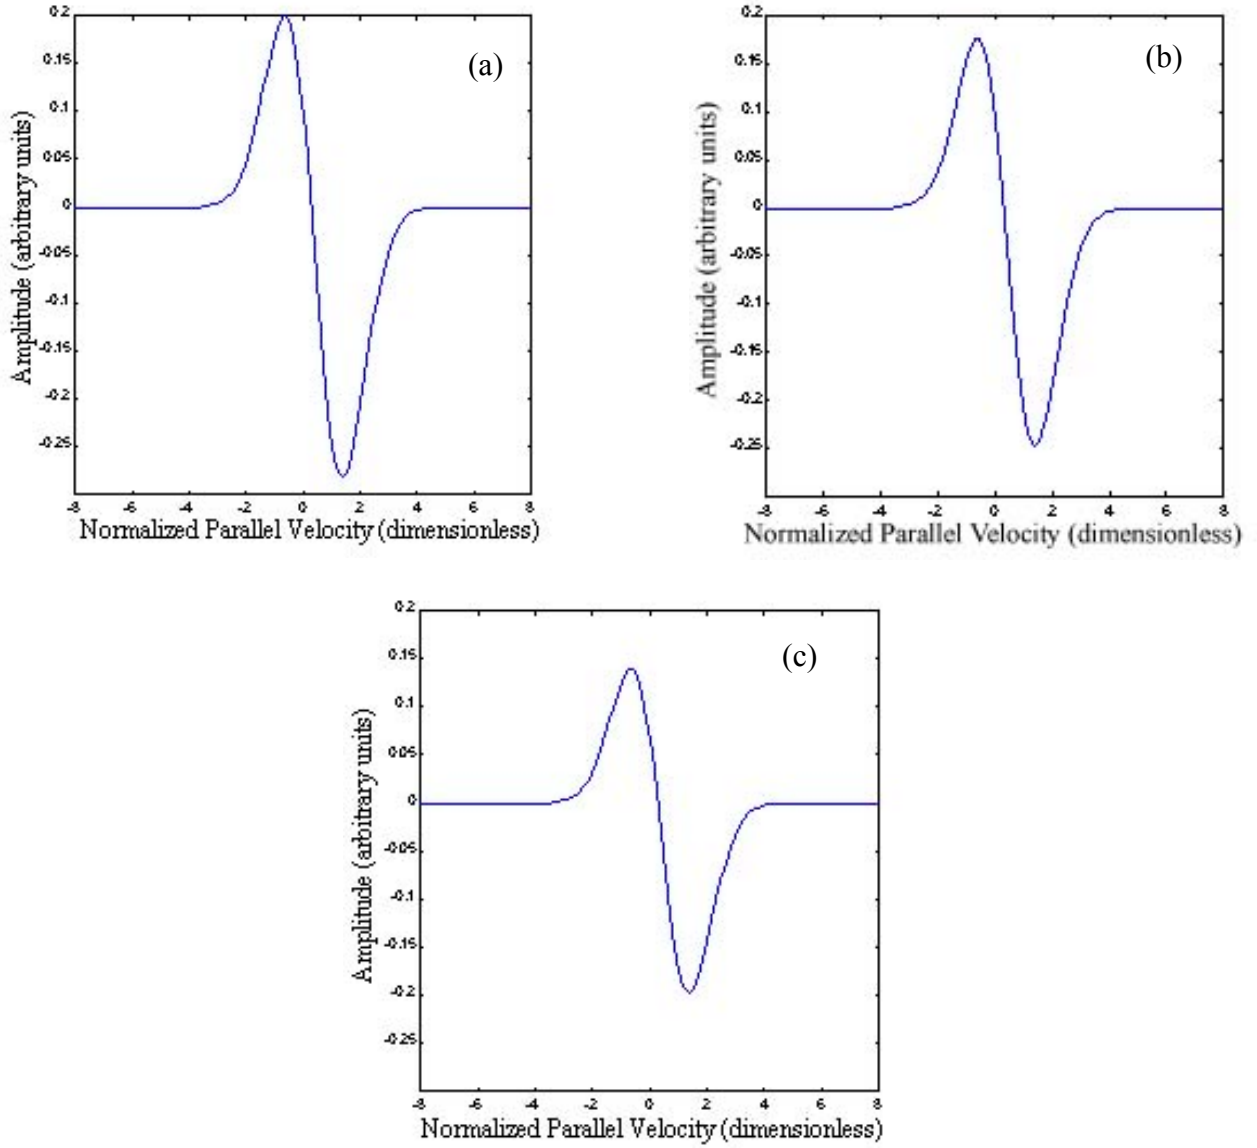 (a)
0.2
0.15
0.1
0.05
0
-0.05
-0.1
-0.15
-0.2
-0.25
-8 -6 -4 -2 0 2 4 6 8
Amplitude (arbitrary units)
Normalized Parallel Velocity (dimensionless)
(b)
0.2
0.15
0.1
0.05
0
-0.05
-0.1
-0.15
-0.2
-0.25
-8 -6 -4 -2 0 2 4 6 8
Amplitude (arbitrary units)
Normalized Parallel Velocity (dimensionless)
(c)
0.2
0.15
0.1
0.05
0
-0.05
-0.1
-0.15
-0.2
-0.25
-8 -6 -4 -2 0 2 4 6 8
Amplitude (arbitrary units)
Normalized Parallel Velocity (dimensionless)